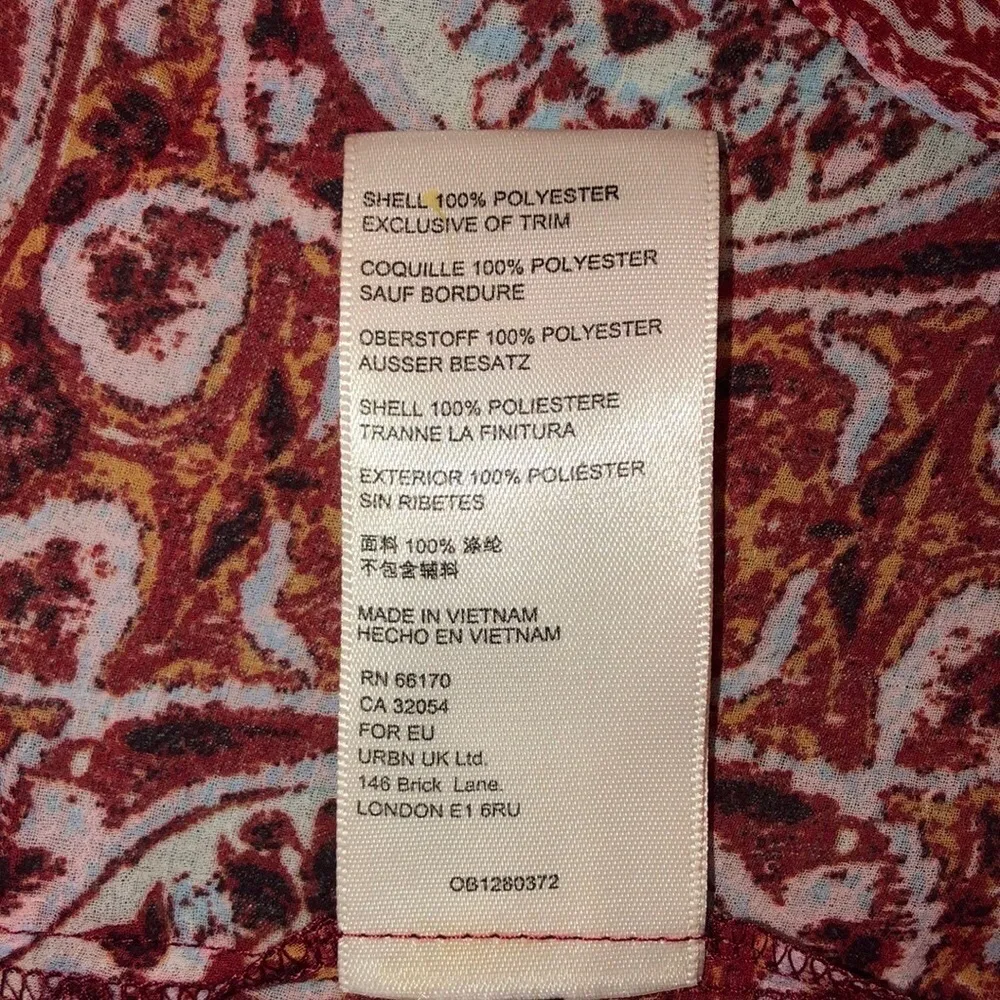 SHELL 100% POLYESTER
EXCLUSIVE OF TRIM
COQUILLE 100% POLYESTER
SAUF BORDURE
OBERSTOFF 100% POLYESTER
AUSSER BESATZ
SHELL 100% POLIESTERE
TRANNE LA FINITURA
EXTERIOR 100% POLIÉSTER
SIN RIBETES
面料 100% 涤纶
不包含辅料
MADE IN VIETNAM
HECHO EN VIETNAM
RN 66170
CA 32054
FOR EU
URBN UK Ltd.
146 Brick Lane.
LONDON E1 6RU
OB1280372